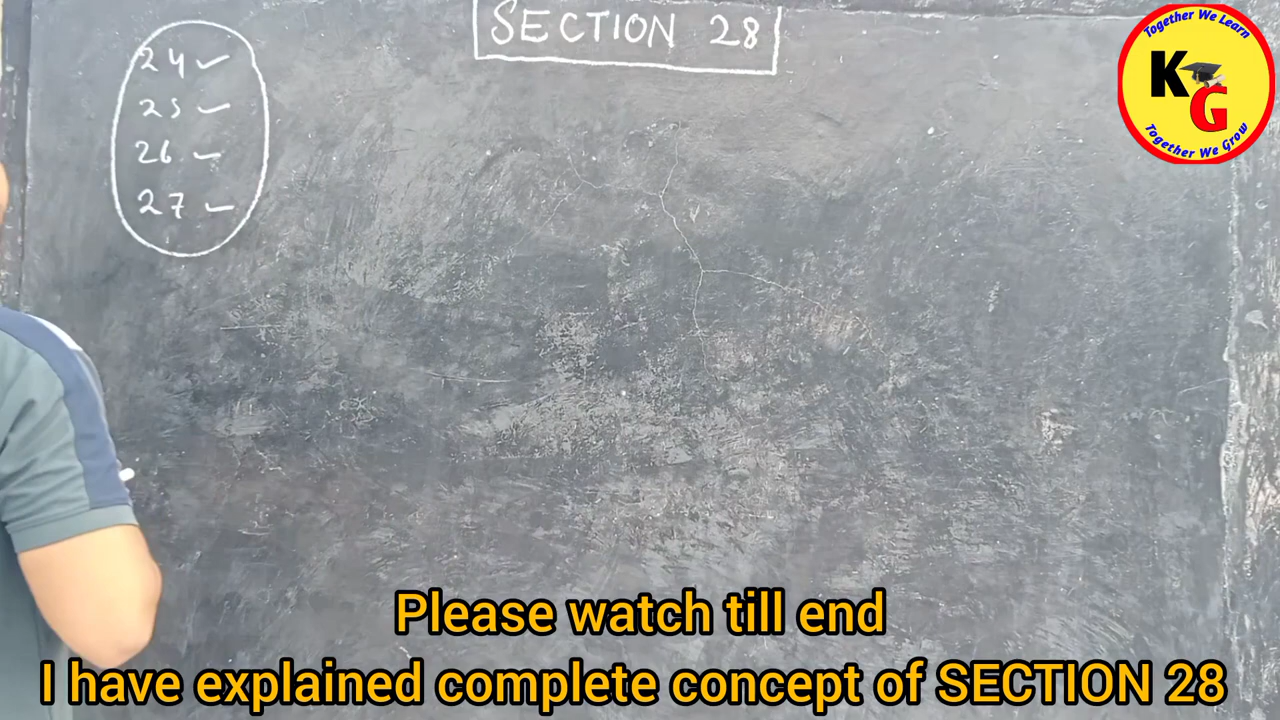 SECTION 28
24 ✓
25 ✓
26 ✓
27 ✓
Together We Learn
KG
Together We Grow
Please watch till end
I have explained complete concept of SECTION 28